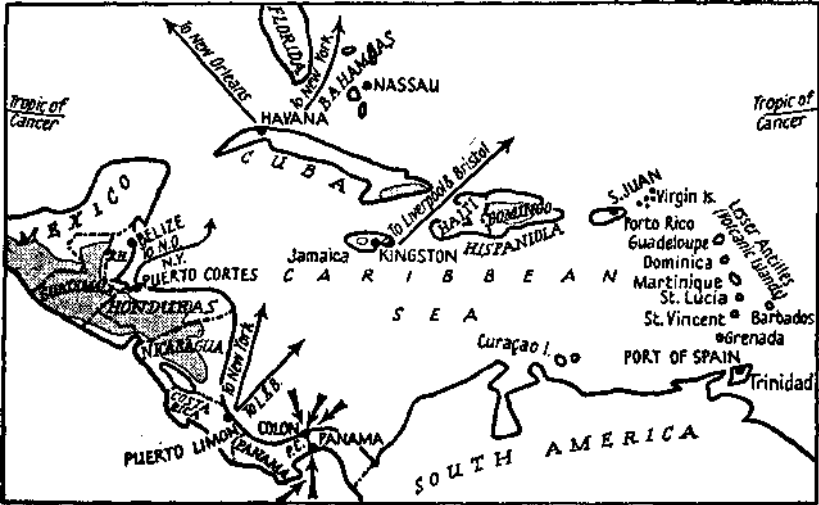 FLORIDA
To New Orleans
To New York
BAHAMAS
NASSAU
Tropic of
Cancer
Tropic of
Cancer
HAVANA
CUBA
MEXICO
BELIZE
To N.O.
N.Y.
B.H.
PUERTO CORTES
GUATEMALA
HONDURAS
NICARAGUA
To Liverpool & Bristol
Jamaica
KINGSTON
HAITI
DOMINGO
HISPANIOLA
S. JUAN
Virgin Is.
Porto Rico
Lesser Antilles
(Volcanic Islands)
Guadeloupe
Dominica
Martinique
St. Lucia
St. Vincent
Barbados
Grenada
CARIBBEAN
SEA
Curaçao I.
PORT OF SPAIN
Trinidad
To New York
To L. & B.
COSTA
RICA
PUERTO LIMON
COLON
P.C.
PANAMA
PANAMA
SOUTH AMERICA